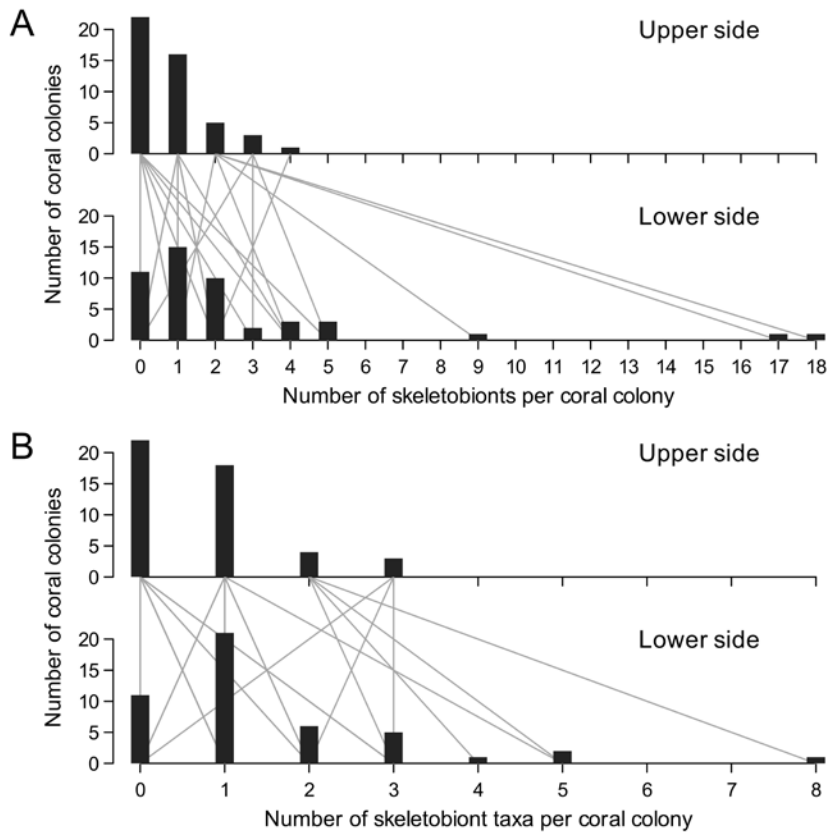 A
Upper side
20
15
10
5
0
Number of coral colonies
Lower side
20
15
10
5
0
0 1 2 3 4 5 6 7 8 9 10 11 12 13 14 15 16 17 18
Number of skeletobionts per coral colony
B
Upper side
20
15
10
5
0
Number of coral colonies
Lower side
20
15
10
5
0
0 1 2 3 4 5 6 7 8
Number of skeletobiont taxa per coral colony